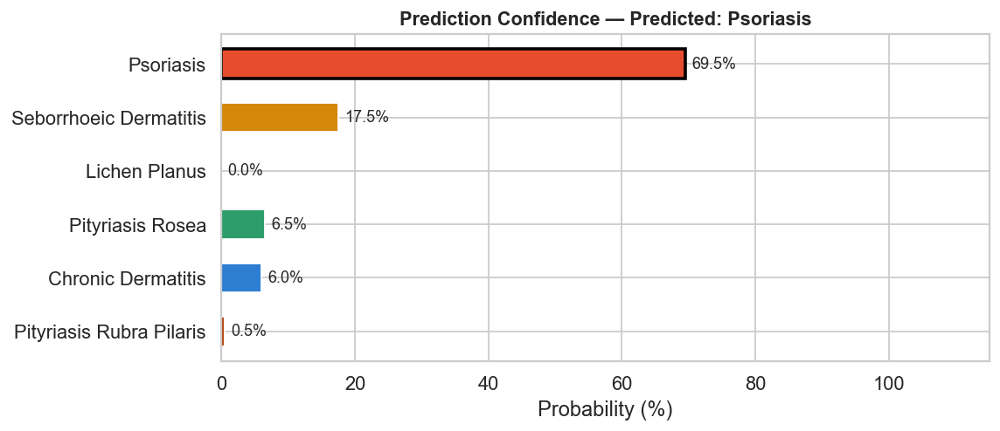 Prediction Confidence — Predicted: Psoriasis
Psoriasis 69.5%
Seborrhoeic Dermatitis 17.5%
Lichen Planus 0.0%
Pityriasis Rosea 6.5%
Chronic Dermatitis 6.0%
Pityriasis Rubra Pilaris 0.5%
0 20 40 60 80 100
Probability (%)